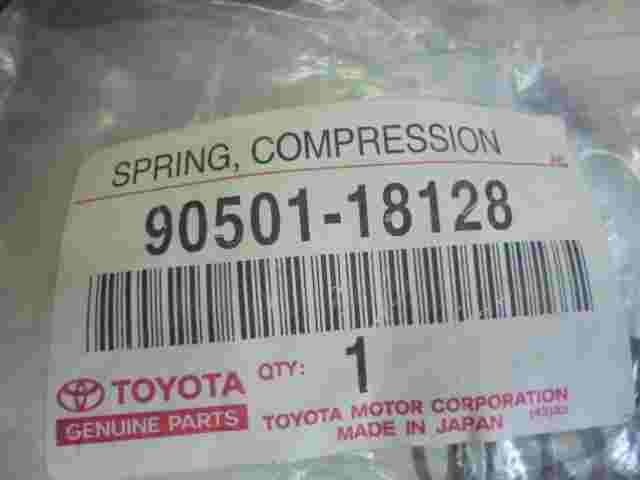 SPRING, COMPRESSION
90501-18128
QTY: 1
TOYOTA
GENUINE PARTS
TOYOTA MOTOR CORPORATION
MADE IN JAPAN